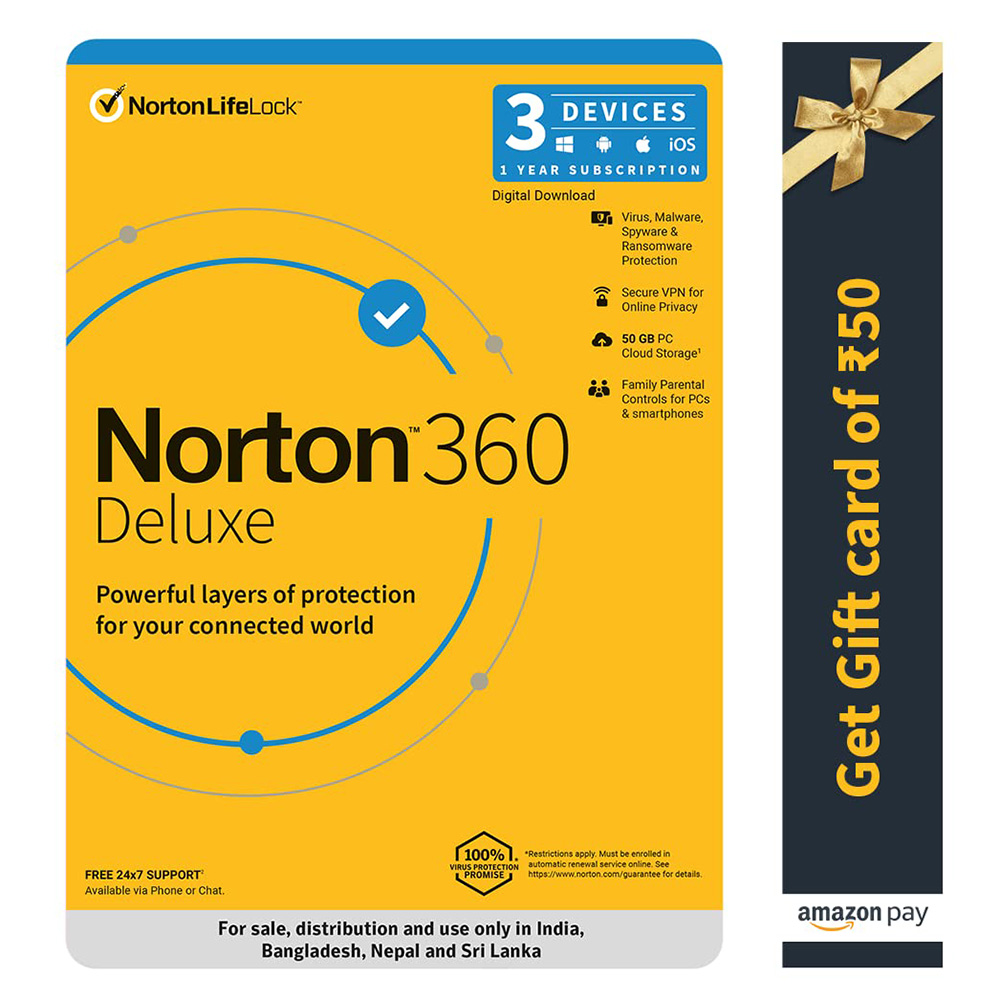 NortonLifeLock™
3 DEVICES
iOS
1 YEAR SUBSCRIPTION
Digital Download
Virus, Malware,
Spyware &
Ransomware
Protection
Secure VPN for
Online Privacy
50 GB PC
Cloud Storage¹
Family Parental
Controls for PCs
& smartphones
Norton™ 360
Deluxe
Powerful layers of protection
for your connected world
FREE 24x7 SUPPORT²
Available via Phone or Chat.
100%
VIRUS PROTECTION
PROMISE
*Restrictions apply. Must be enrolled in
automatic renewal service online. See
https://www.norton.com/guarantee for details.
For sale, distribution and use only in India,
Bangladesh, Nepal and Sri Lanka
Get Gift card of ₹50
amazon pay